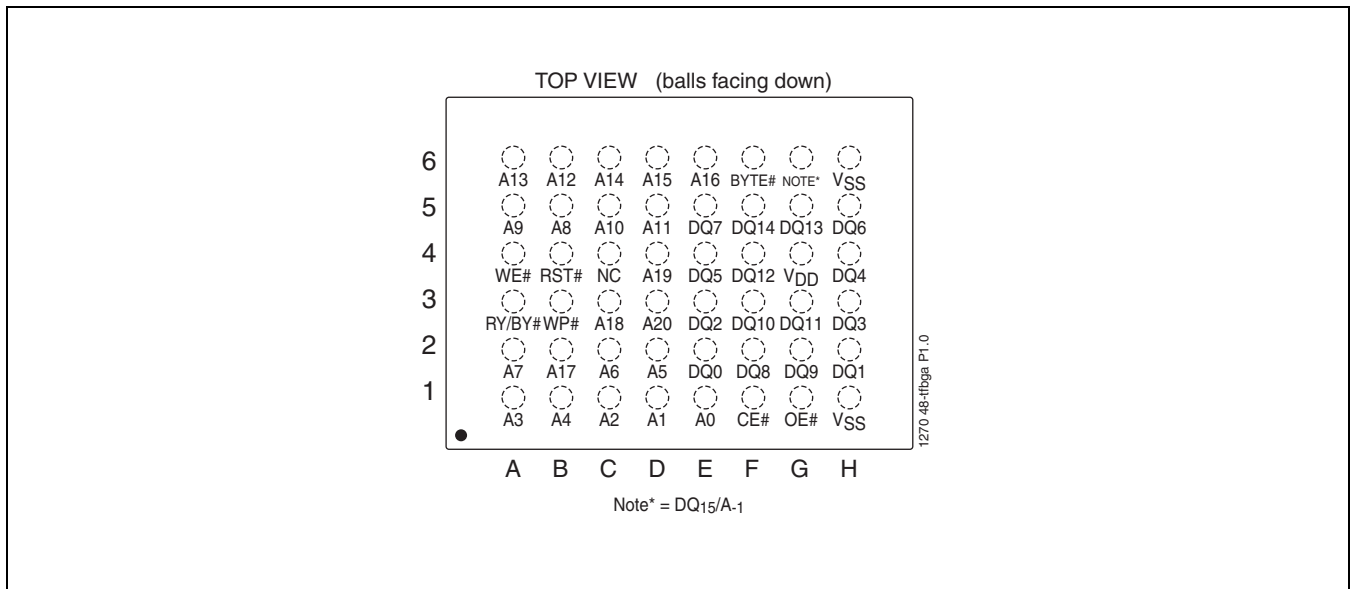 TOP VIEW (balls facing down)
6
A13 A12 A14 A15 A16 BYTE# NOTE* VSS
5
A9 A8 A10 A11 DQ7 DQ14 DQ13 DQ6
4
WE# RST# NC A19 DQ5 DQ12 VDD DQ4
3
RY/BY# WP# A18 A20 DQ2 DQ10 DQ11 DQ3
2
A7 A17 A6 A5 DQ0 DQ8 DQ9 DQ1
1
A3 A4 A2 A1 A0 CE# OE# VSS
A B C D E F G H
1270 48-tfbga P1.0
Note* = DQ15/A-1